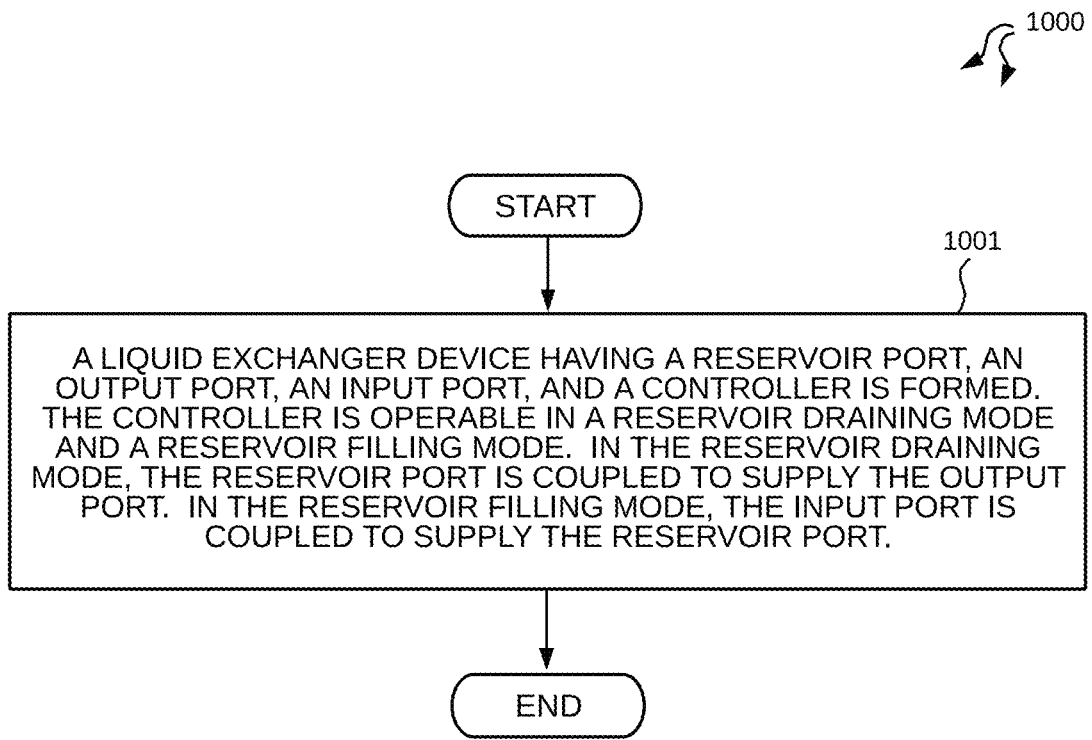 1000
START
1001
A LIQUID EXCHANGER DEVICE HAVING A RESERVOIR PORT, AN
OUTPUT PORT, AN INPUT PORT, AND A CONTROLLER IS FORMED.
THE CONTROLLER IS OPERABLE IN A RESERVOIR DRAINING MODE
AND A RESERVOIR FILLING MODE.  IN THE RESERVOIR DRAINING
MODE, THE RESERVOIR PORT IS COUPLED TO SUPPLY THE OUTPUT
PORT.  IN THE RESERVOIR FILLING MODE, THE INPUT PORT IS
COUPLED TO SUPPLY THE RESERVOIR PORT.
END